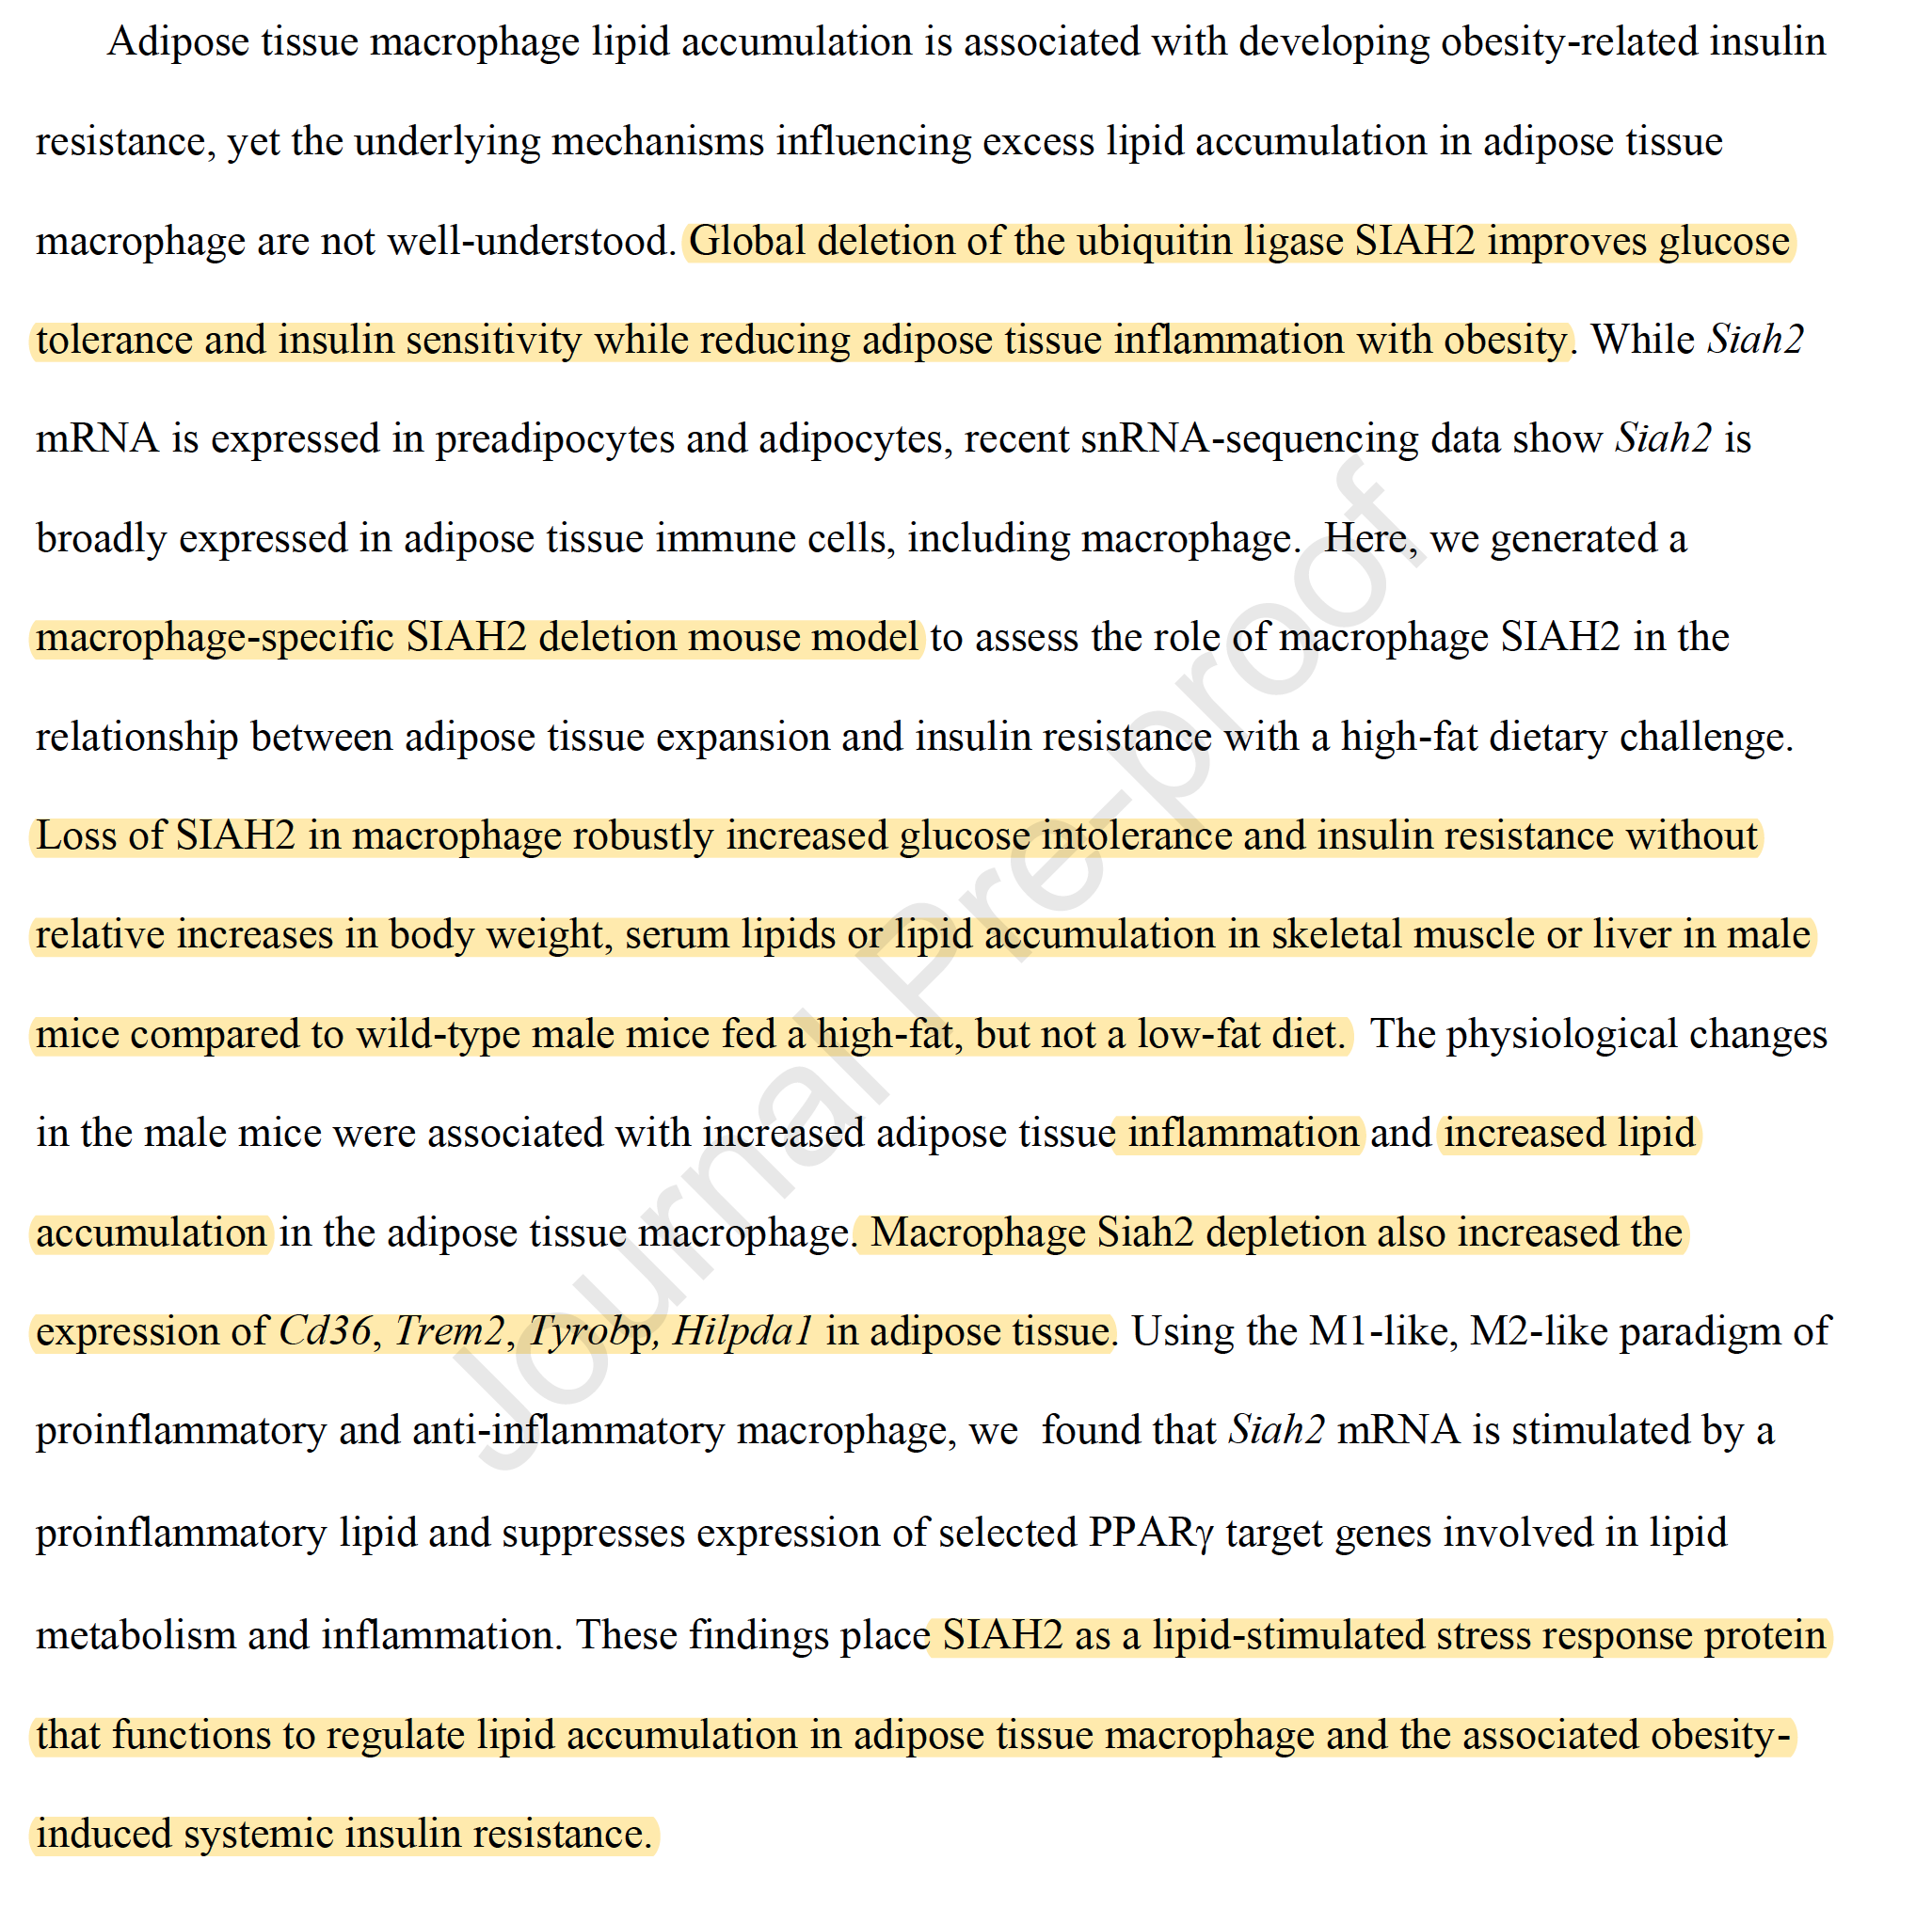 Adipose tissue macrophage lipid accumulation is associated with developing obesity-related insulin
resistance, yet the underlying mechanisms influencing excess lipid accumulation in adipose tissue
macrophage are not well-understood. Global deletion of the ubiquitin ligase SIAH2 improves glucose
tolerance and insulin sensitivity while reducing adipose tissue inflammation with obesity. While Siah2
mRNA is expressed in preadipocytes and adipocytes, recent snRNA-sequencing data show Siah2 is
broadly expressed in adipose tissue immune cells, including macrophage.  Here, we generated a
macrophage-specific SIAH2 deletion mouse model to assess the role of macrophage SIAH2 in the
relationship between adipose tissue expansion and insulin resistance with a high-fat dietary challenge.
Loss of SIAH2 in macrophage robustly increased glucose intolerance and insulin resistance without
relative increases in body weight, serum lipids or lipid accumulation in skeletal muscle or liver in male
mice compared to wild-type male mice fed a high-fat, but not a low-fat diet.  The physiological changes
in the male mice were associated with increased adipose tissue inflammation and increased lipid
accumulation in the adipose tissue macrophage. Macrophage Siah2 depletion also increased the
expression of Cd36, Trem2, Tyrobp, Hilpda1 in adipose tissue. Using the M1-like, M2-like paradigm of
proinflammatory and anti-inflammatory macrophage, we  found that Siah2 mRNA is stimulated by a
proinflammatory lipid and suppresses expression of selected PPARγ target genes involved in lipid
metabolism and inflammation. These findings place SIAH2 as a lipid-stimulated stress response protein
that functions to regulate lipid accumulation in adipose tissue macrophage and the associated obesity-
induced systemic insulin resistance.
Journal Pre-proof